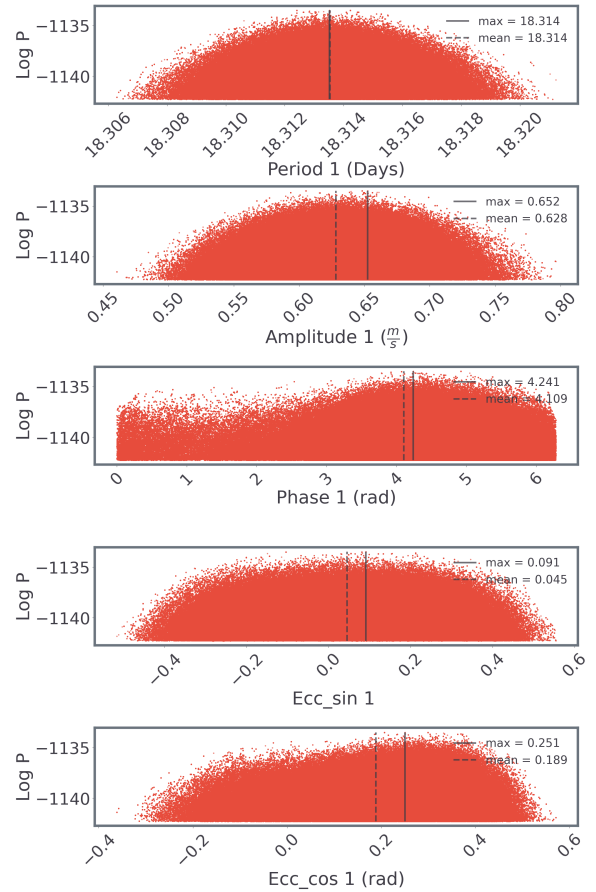 Log P
−1135
−1140
max = 18.314
mean = 18.314
18.306 18.308 18.310 18.312 18.314 18.316 18.318 18.320
Period 1 (Days)
Log P
−1135
−1140
max = 0.652
mean = 0.628
0.45 0.50 0.55 0.60 0.65 0.70 0.75 0.80
Amplitude 1 (m/s)
Log P
−1135
−1140
max = 4.241
mean = 4.109
0 1 2 3 4 5 6
Phase 1 (rad)
Log P
−1135
−1140
max = 0.091
mean = 0.045
−0.4 −0.2 0.0 0.2 0.4 0.6
Ecc_sin 1
Log P
−1135
−1140
max = 0.251
mean = 0.189
−0.4 −0.2 0.0 0.2 0.4 0.6
Ecc_cos 1 (rad)